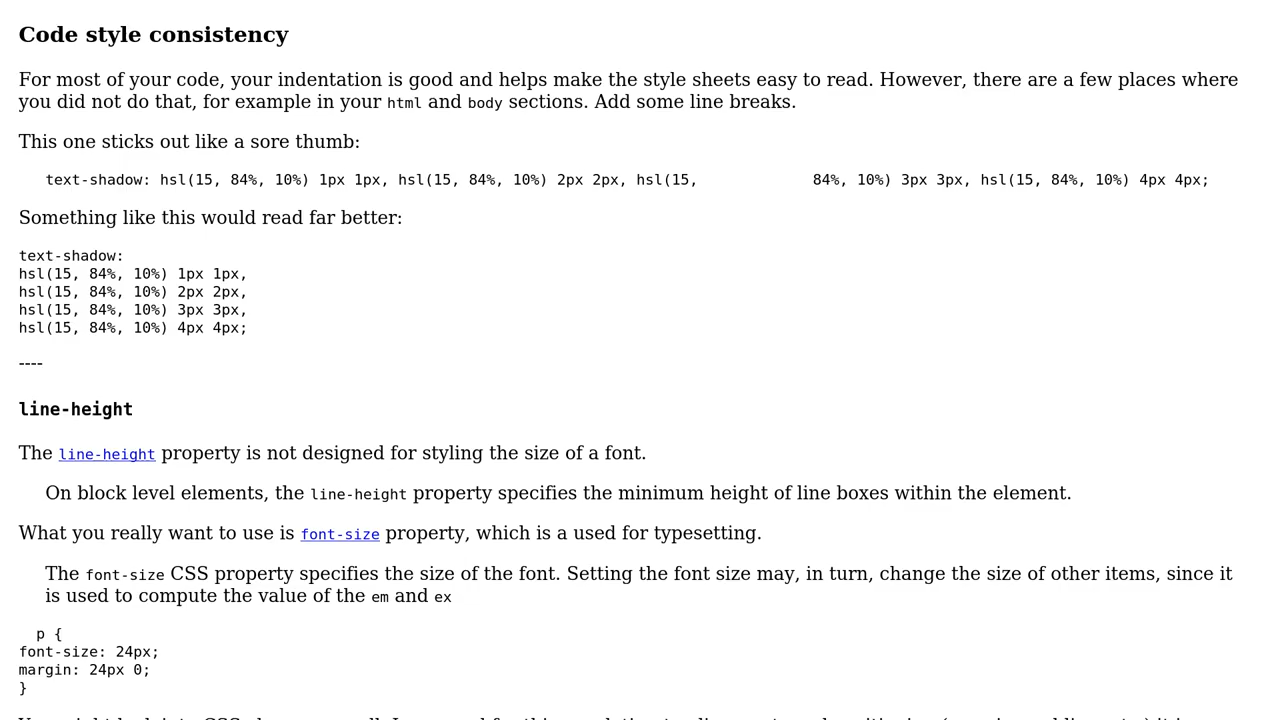 Code style consistency
For most of your code, your indentation is good and helps make the style sheets easy to read. However, there are a few places where
you did not do that, for example in your html and body sections. Add some line breaks.
This one sticks out like a sore thumb:
text-shadow: hsl(15, 84%, 10%) 1px 1px, hsl(15, 84%, 10%) 2px 2px, hsl(15,             84%, 10%) 3px 3px, hsl(15, 84%, 10%) 4px 4px;
Something like this would read far better:
text-shadow:
hsl(15, 84%, 10%) 1px 1px,
hsl(15, 84%, 10%) 2px 2px,
hsl(15, 84%, 10%) 3px 3px,
hsl(15, 84%, 10%) 4px 4px;
----
line-height
The line-height property is not designed for styling the size of a font.
On block level elements, the line-height property specifies the minimum height of line boxes within the element.
What you really want to use is font-size property, which is a used for typesetting.
The font-size CSS property specifies the size of the font. Setting the font size may, in turn, change the size of other items, since it
is used to compute the value of the em and ex
p {
font-size: 24px;
margin: 24px 0;
}